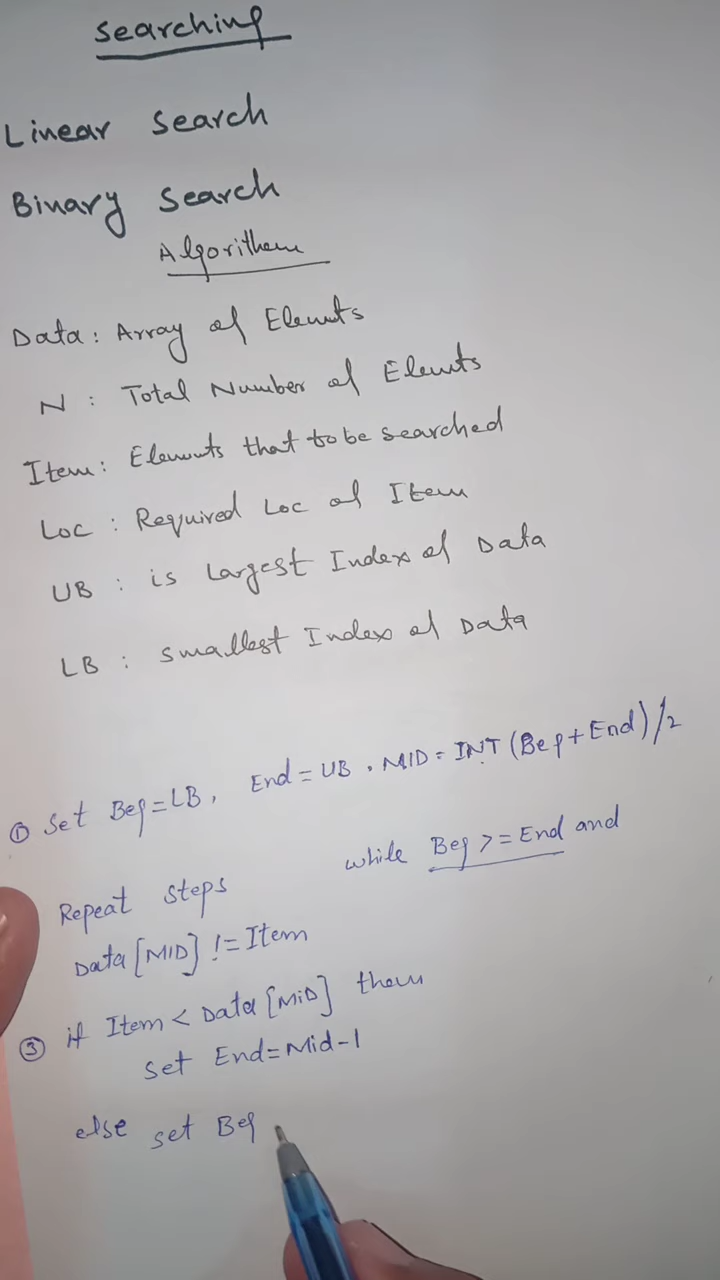 Searching
Linear Search
Binary Search
Algorithem
Data: Array of Elemnts
N : Total Number of Elemnts
Item: Elements that to be searched
Loc : Required Loc of Item
UB : is Largest Index of Data
LB : Smallest Index of Data
① Set Beg=LB, End=UB, MID=INT(Beg+End)/2
Repeat steps while Beg >= End and
Data[MID] != Item
③ if Item < Data[MID] then
Set End=Mid-1
else set Beg